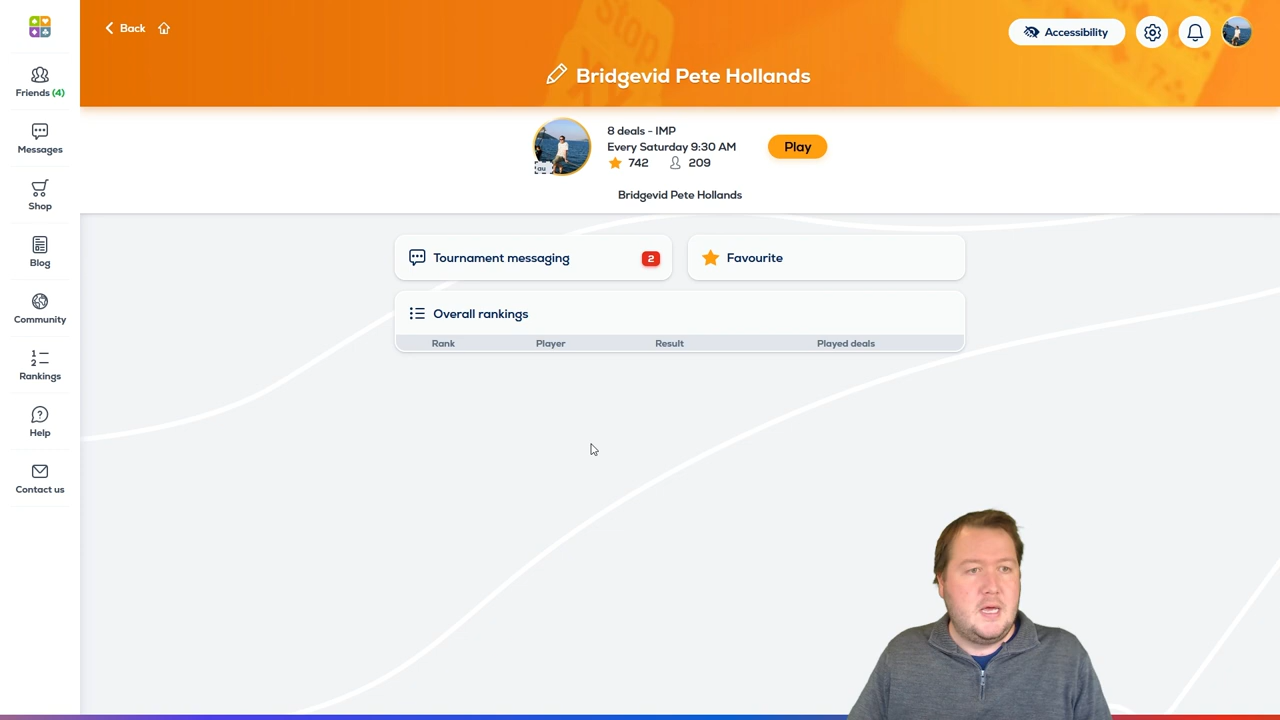 Back
Accessibility
Stop
Bridgevid Pete Hollands
Friends (4)
Messages
Shop
Blog
Community
Rankings
Help
Contact us
8 deals - IMP
Every Saturday 9:30 AM
742 209
Play
au
Bridgevid Pete Hollands
Tournament messaging 2
Favourite
Overall rankings
Rank Player Result Played deals